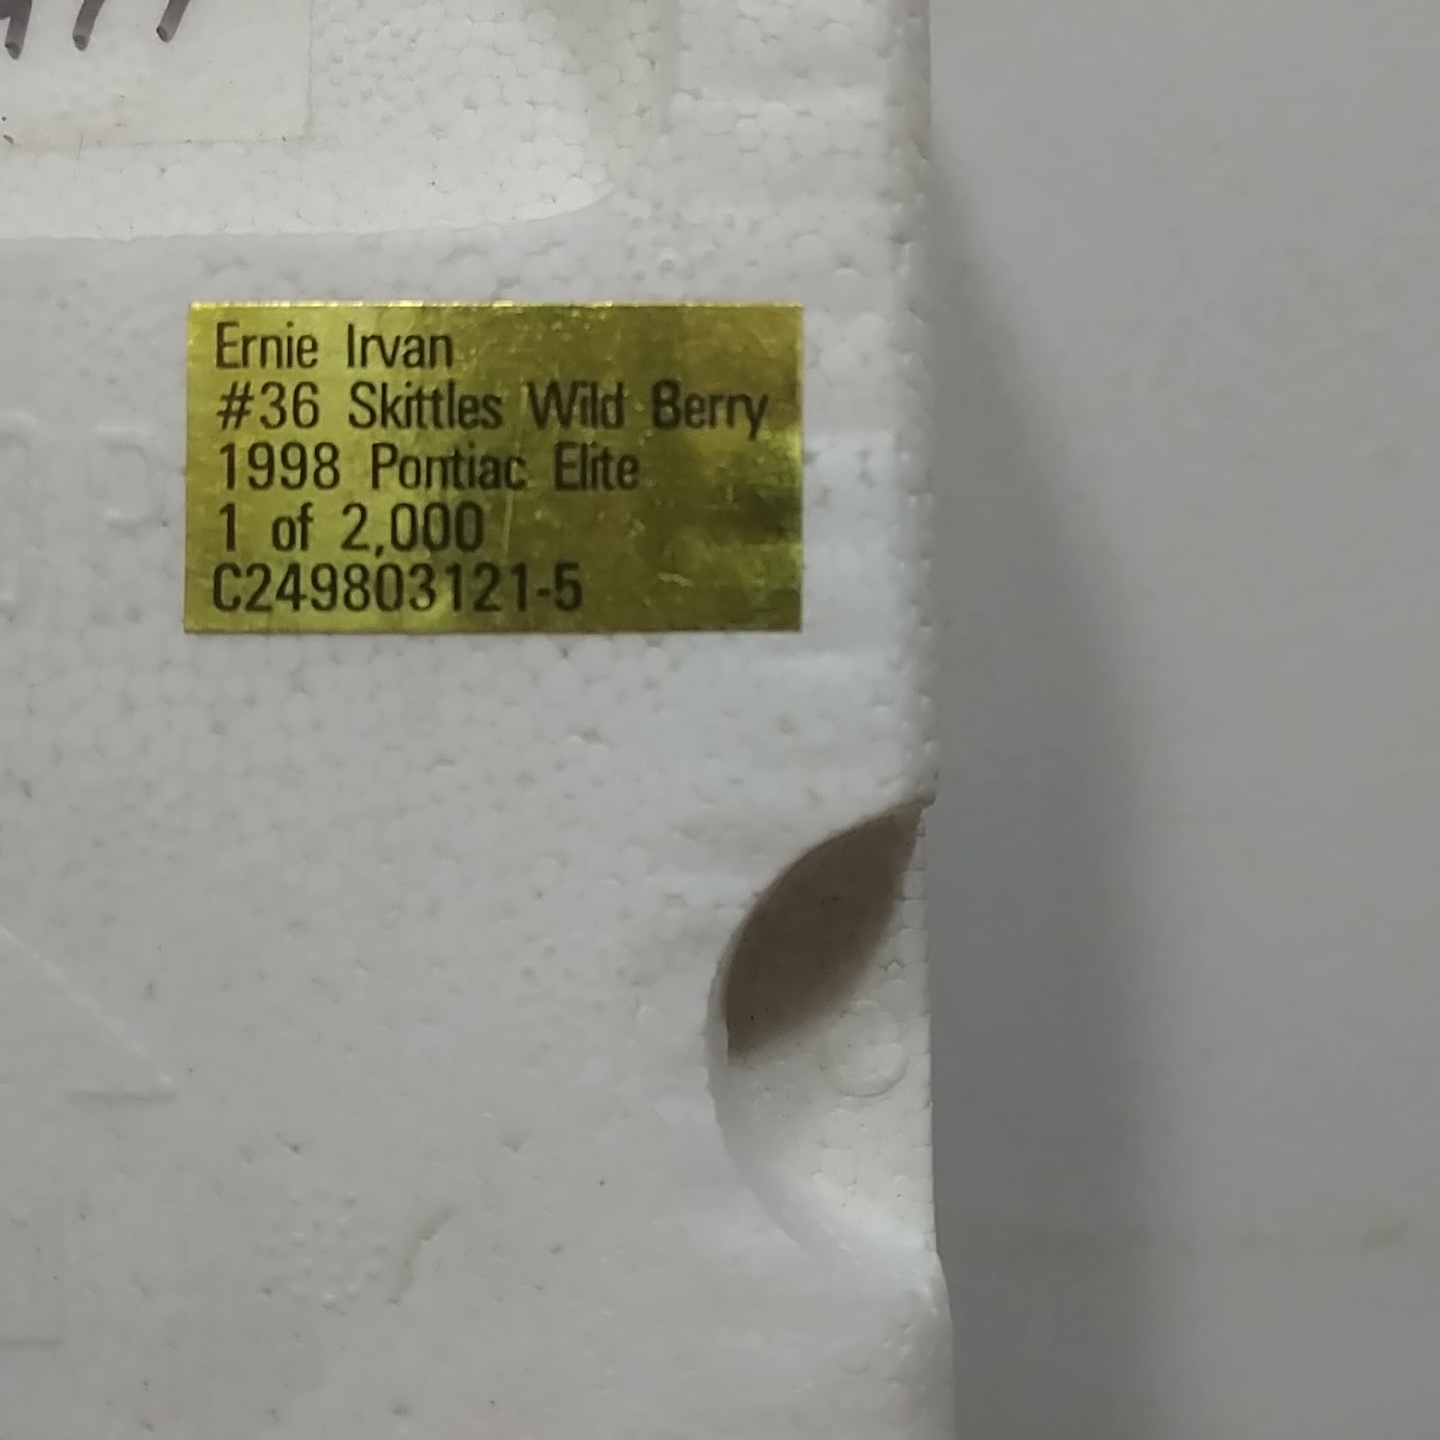 Ernie Irvan
#36 Skittles Wild Berry
1998 Pontiac Elite
1 of 2,000
C249803121-5